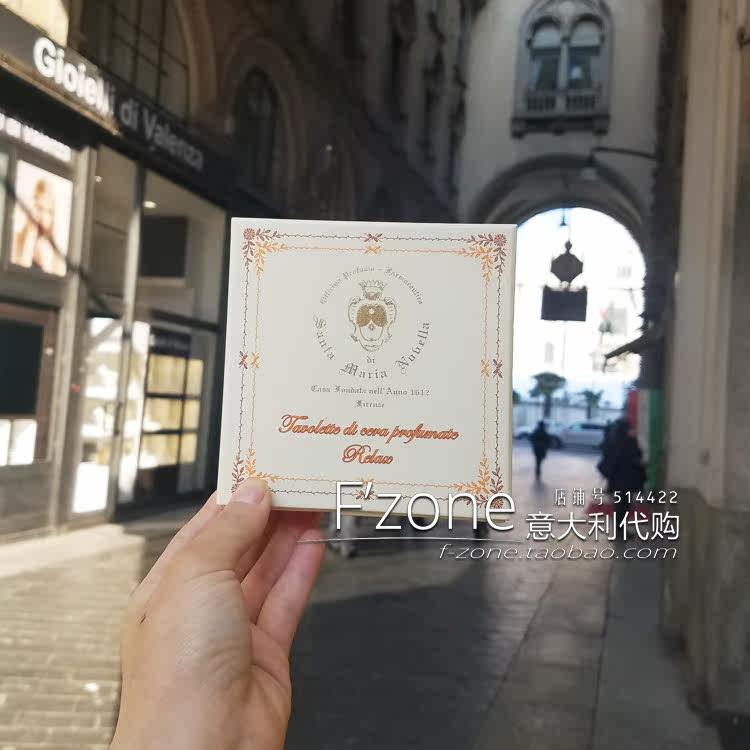 Gioielli di Valenza
Officina Profumo - Farmaceutica
Santa Maria Novella
di
Casa Fondata nell'Anno 1612
Firenze
Tavolette di cera profumate
Relax
F'zone
店铺号 514422
意大利代购
f-zone.taobao.com